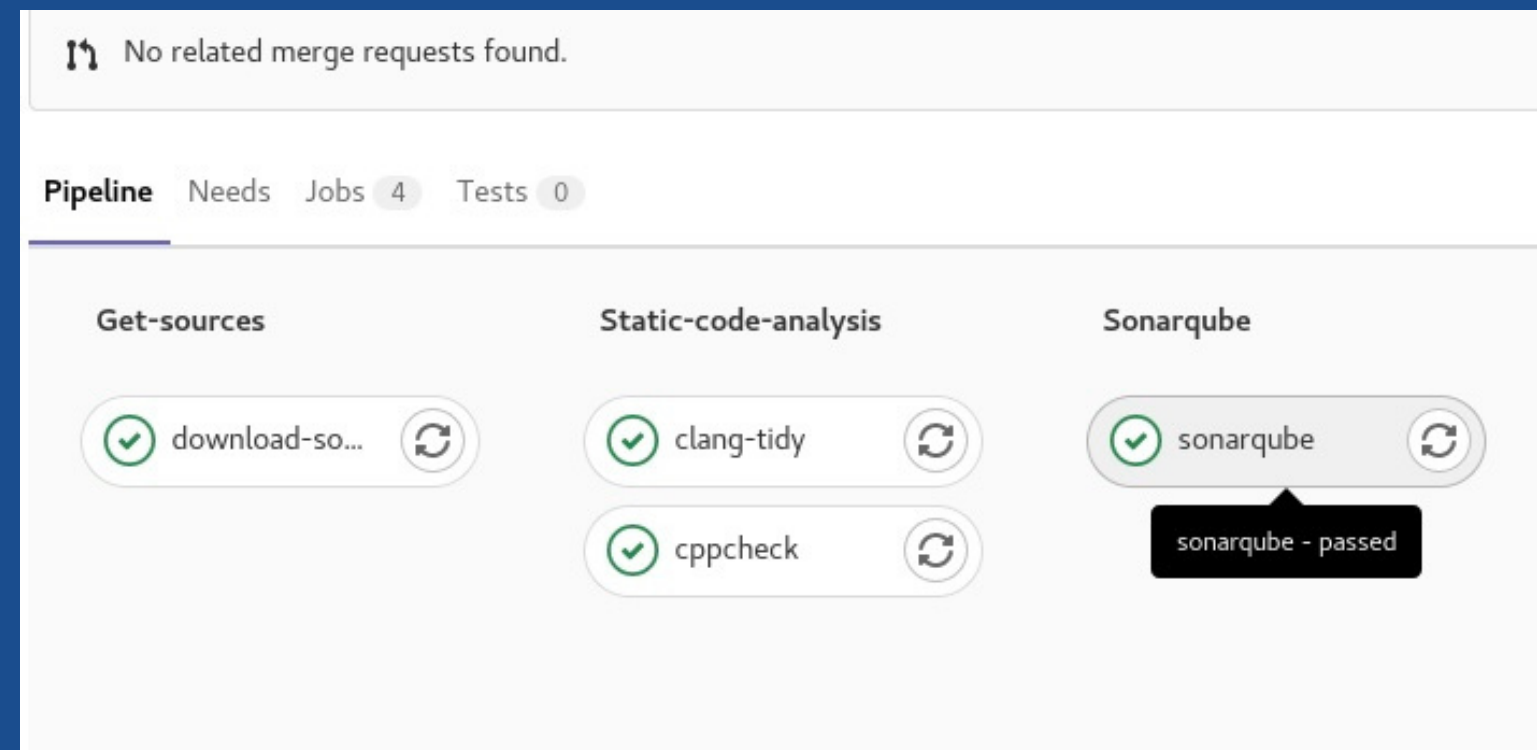 No related merge requests found.
Pipeline Needs Jobs 4 Tests 0
Get-sources Static-code-analysis Sonarqube
download-so... clang-tidy sonarqube
cppcheck sonarqube - passed